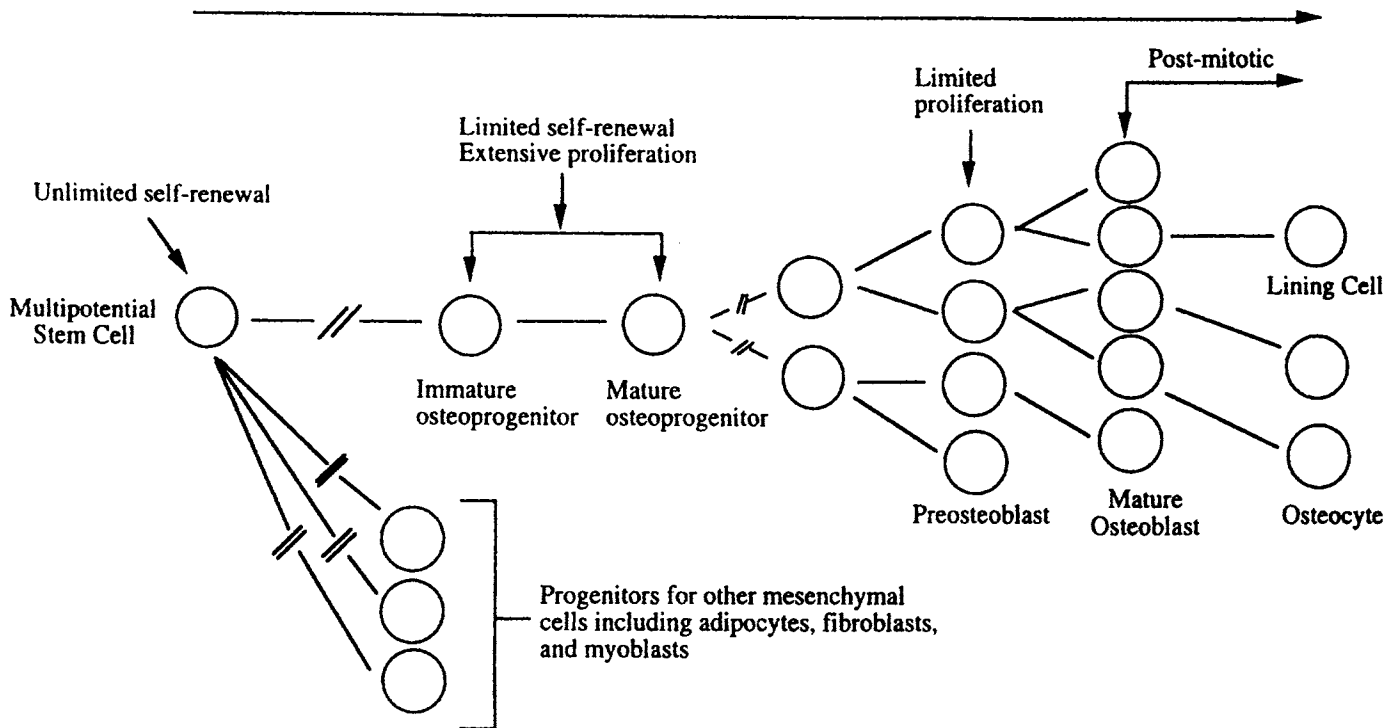 Post-mitotic
Limited
proliferation
Limited self-renewal
Extensive proliferation
Unlimited self-renewal
Multipotential
Stem Cell
Immature
osteoprogenitor
Mature
osteoprogenitor
Preosteoblast
Mature
Osteoblast
Lining Cell
Osteocyte
Progenitors for other mesenchymal
cells including adipocytes, fibroblasts,
and myoblasts